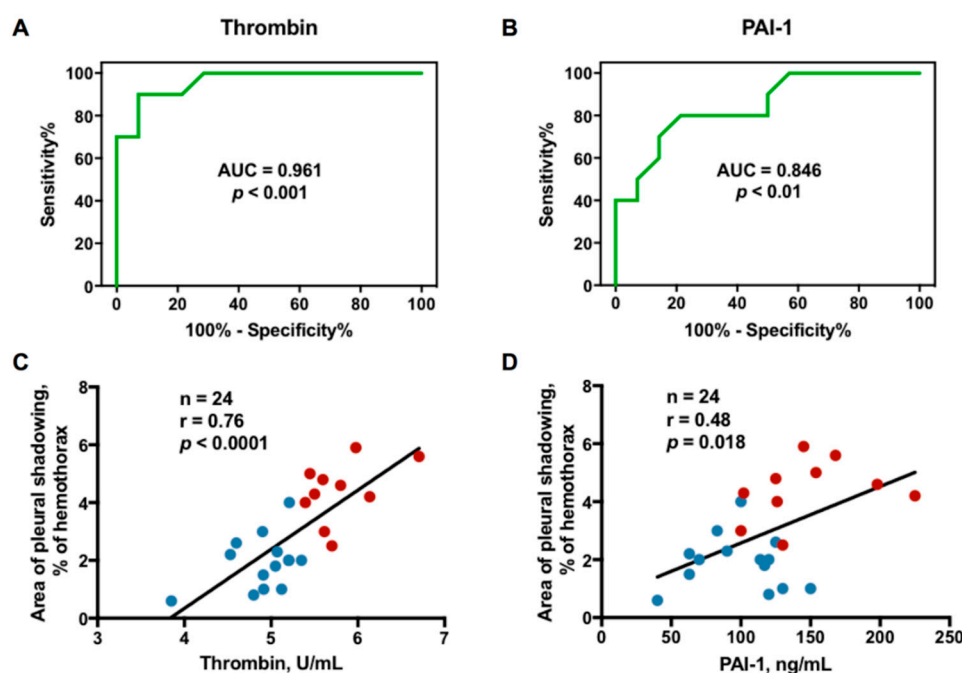 A
Thrombin
Sensitivity%
100
80
60
40
20
0
AUC = 0.961
p < 0.001
0 20 40 60 80 100
100% - Specificity%
B
PAI-1
Sensitivity%
100
80
60
40
20
0
AUC = 0.846
p < 0.01
0 20 40 60 80 100
100% - Specificity%
C
Area of pleural shadowing,
% of hemothorax
8
6
4
2
0
n = 24
r = 0.76
p < 0.0001
3 4 5 6 7
Thrombin, U/mL
D
Area of pleural shadowing,
% of hemothorax
8
6
4
2
0
n = 24
r = 0.48
p = 0.018
0 50 100 150 200 250
PAI-1, ng/mL